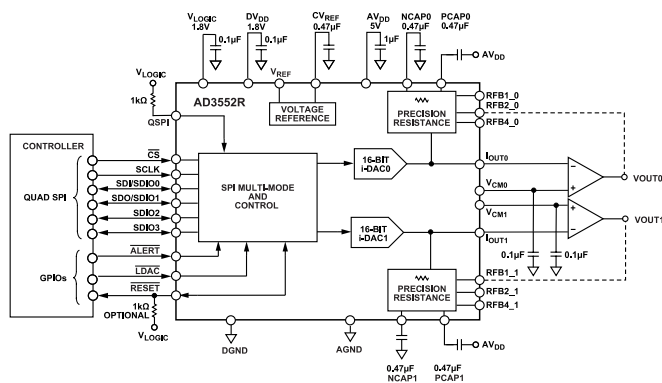 VLOGIC
1.8V
0.1µF
DVDD
1.8V
0.1µF
CVREF
0.47µF
AVDD
5V
1µF
NCAP0
0.47µF
PCAP0
0.47µF
AVDD
VLOGIC
1kΩ
QSPI
VREF
AD3552R
VOLTAGE
REFERENCE
PRECISION
RESISTANCE
RFB1_0
RFB2_0
RFB4_0
CONTROLLER
QUAD SPI
CS
SCLK
SDI/SDIO0
SDO/SDIO1
SDIO2
SDIO3
GPIOs
ALERT
LDAC
RESET
1kΩ
OPTIONAL
VLOGIC
SPI MULTI-MODE
AND
CONTROL
16-BIT
i-DAC0
16-BIT
i-DAC1
IOUT0
VCM0
VCM1
IOUT1
VOUT0
VOUT1
0.1µF
0.1µF
PRECISION
RESISTANCE
RFB1_1
RFB2_1
RFB4_1
AVDD
DGND
AGND
0.47µF
NCAP1
0.47µF
PCAP1